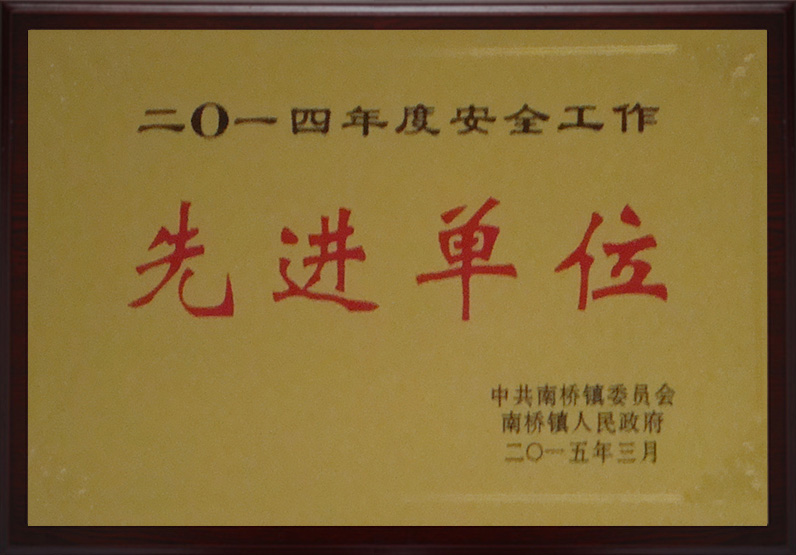 二〇一四年度安全工作
先进单位
中共南桥镇委员会
南桥镇人民政府
二〇一五年三月